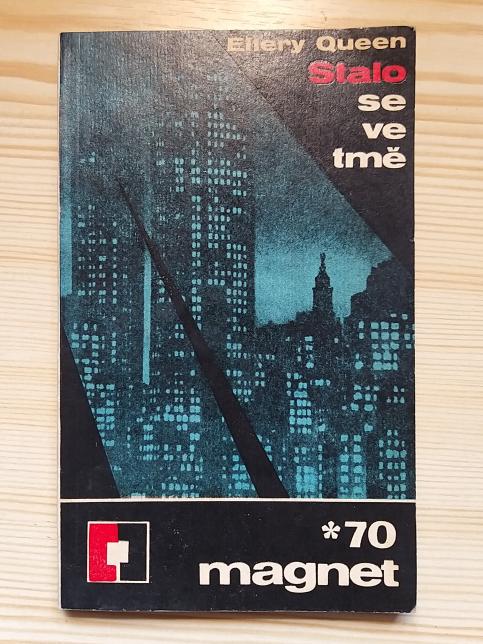 Ellery Queen
Stalo
se
ve
tmě
*70
magnet